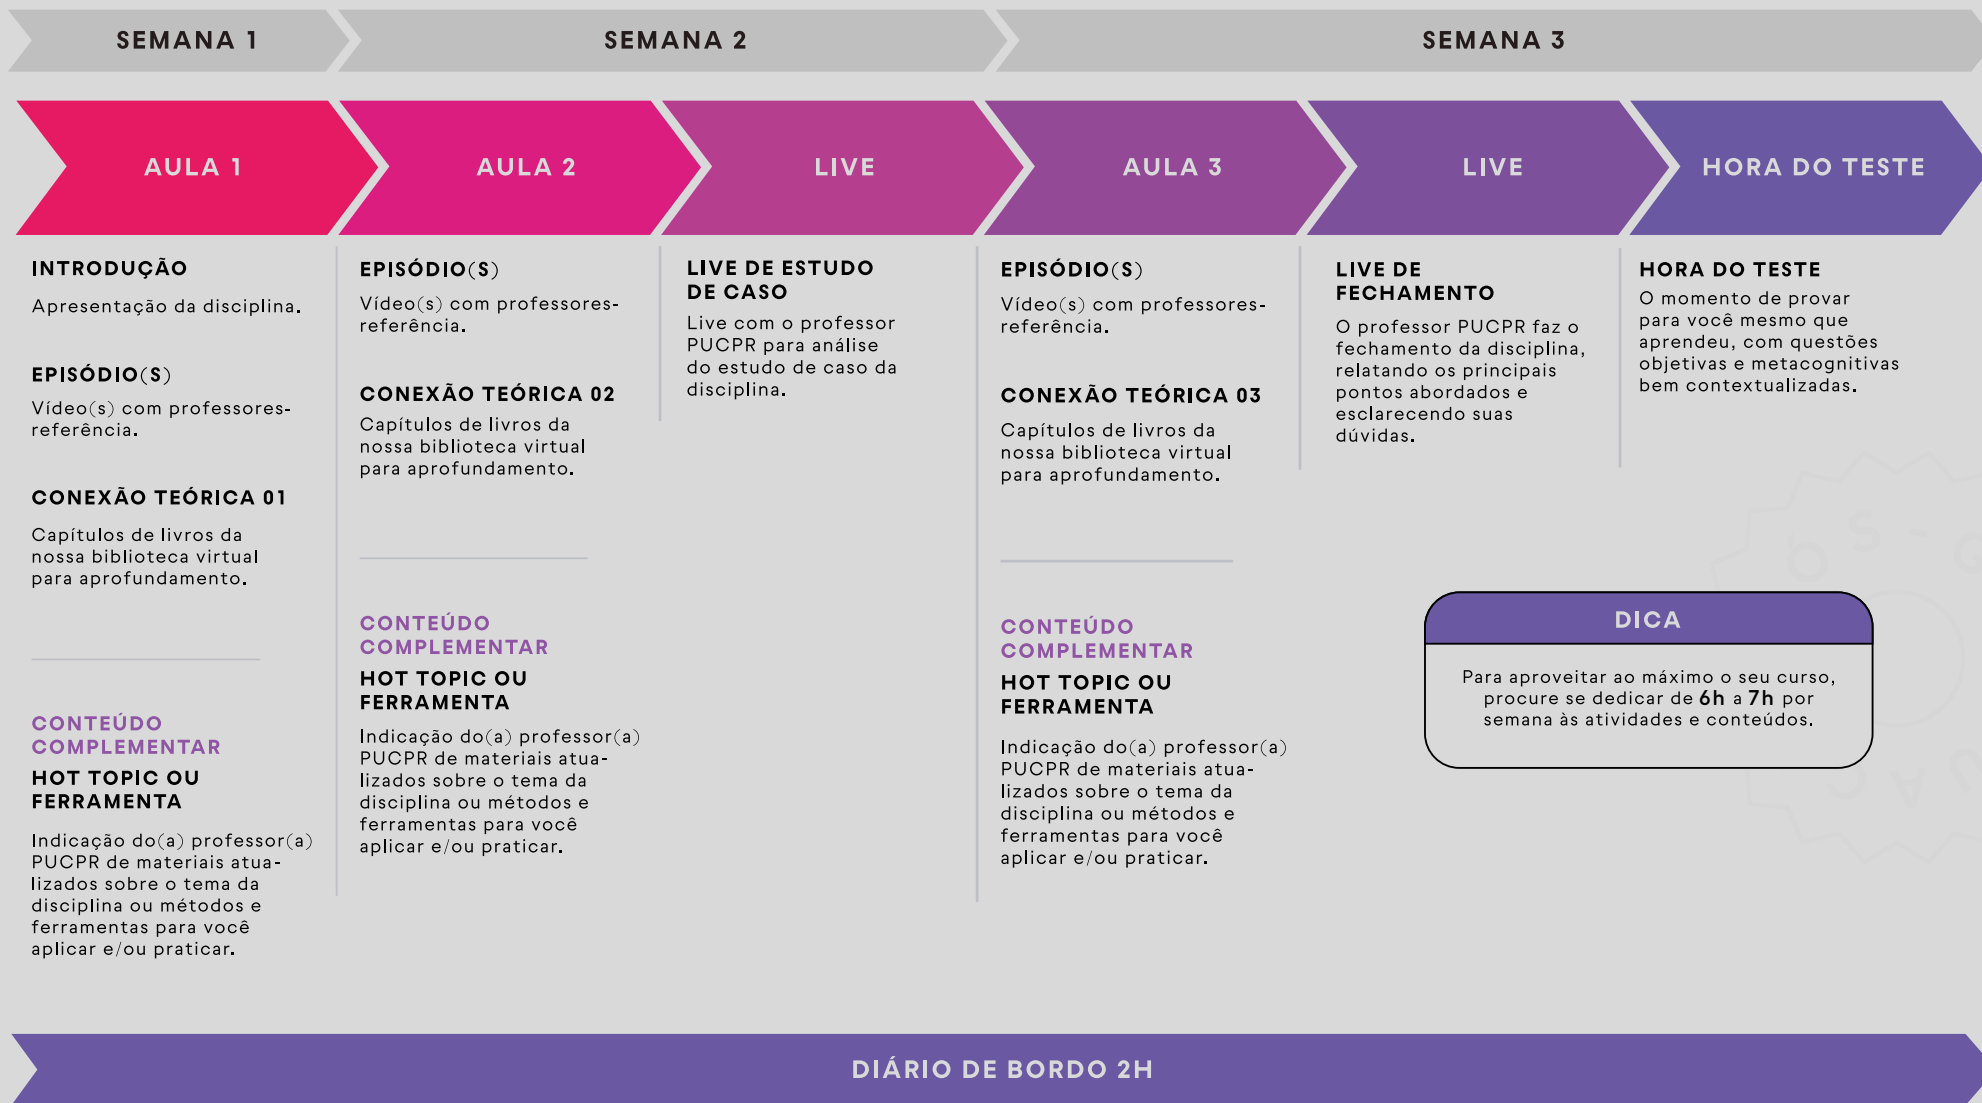 SEMANA 1
SEMANA 2
SEMANA 3
AULA 1
AULA 2
LIVE
AULA 3
LIVE
HORA DO TESTE
INTRODUÇÃO
Apresentação da disciplina.
EPISÓDIO(S)
Vídeo(s) com professores-
referência.
CONEXÃO TEÓRICA 01
Capítulos de livros da
nossa biblioteca virtual
para aprofundamento.
CONTEÚDO
COMPLEMENTAR
HOT TOPIC OU
FERRAMENTA
Indicação do(a) professor(a)
PUCPR de materiais atua-
lizados sobre o tema da
disciplina ou métodos e
ferramentas para você
aplicar e/ou praticar.
EPISÓDIO(S)
Vídeo(s) com professores-
referência.
CONEXÃO TEÓRICA 02
Capítulos de livros da
nossa biblioteca virtual
para aprofundamento.
CONTEÚDO
COMPLEMENTAR
HOT TOPIC OU
FERRAMENTA
Indicação do(a) professor(a)
PUCPR de materiais atua-
lizados sobre o tema da
disciplina ou métodos e
ferramentas para você
aplicar e/ou praticar.
LIVE DE ESTUDO
DE CASO
Live com o professor
PUCPR para análise
do estudo de caso da
disciplina.
EPISÓDIO(S)
Vídeo(s) com professores-
referência.
CONEXÃO TEÓRICA 03
Capítulos de livros da
nossa biblioteca virtual
para aprofundamento.
CONTEÚDO
COMPLEMENTAR
HOT TOPIC OU
FERRAMENTA
Indicação do(a) professor(a)
PUCPR de materiais atua-
lizados sobre o tema da
disciplina ou métodos e
ferramentas para você
aplicar e/ou praticar.
LIVE DE
FECHAMENTO
O professor PUCPR faz o
fechamento da disciplina,
relatando os principais
pontos abordados e
esclarecendo suas
dúvidas.
HORA DO TESTE
O momento de provar
para você mesmo que
aprendeu, com questões
objetivas e metacognitivas
bem contextualizadas.
DICA
Para aproveitar ao máximo o seu curso,
procure se dedicar de 6h a 7h por
semana às atividades e conteúdos.
DIÁRIO DE BORDO 2H